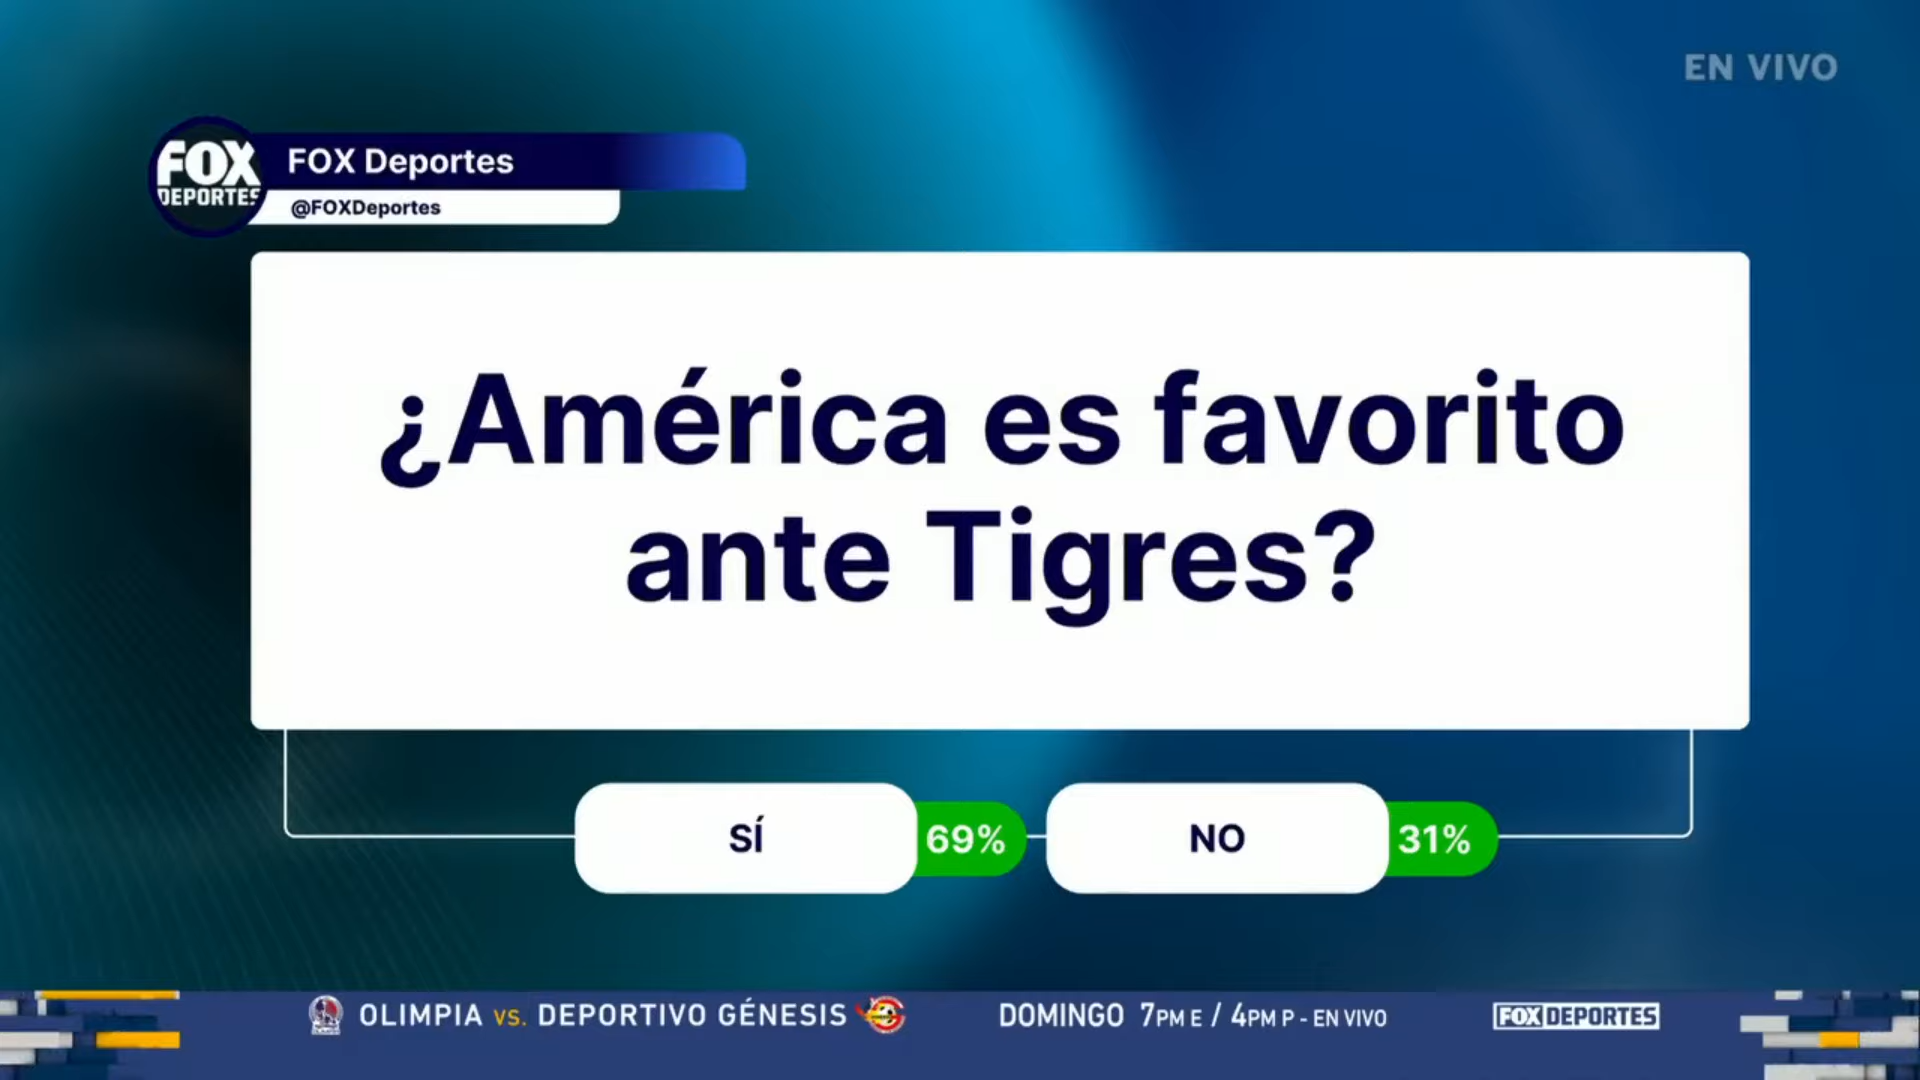 EN VIVO
FOX
DEPORTES
FOX Deportes
@FOXDeportes
¿América es favorito
ante Tigres?
SÍ 69% NO 31%
OLIMPIA VS. DEPORTIVO GÉNESIS DOMINGO 7PM E / 4PM P - EN VIVO FOX DEPORTES